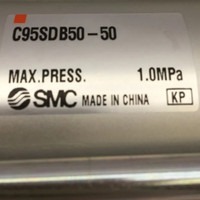 C95SDB50-50
MAX.PRESS. 1.0MPa
SMC MADE IN CHINA KP